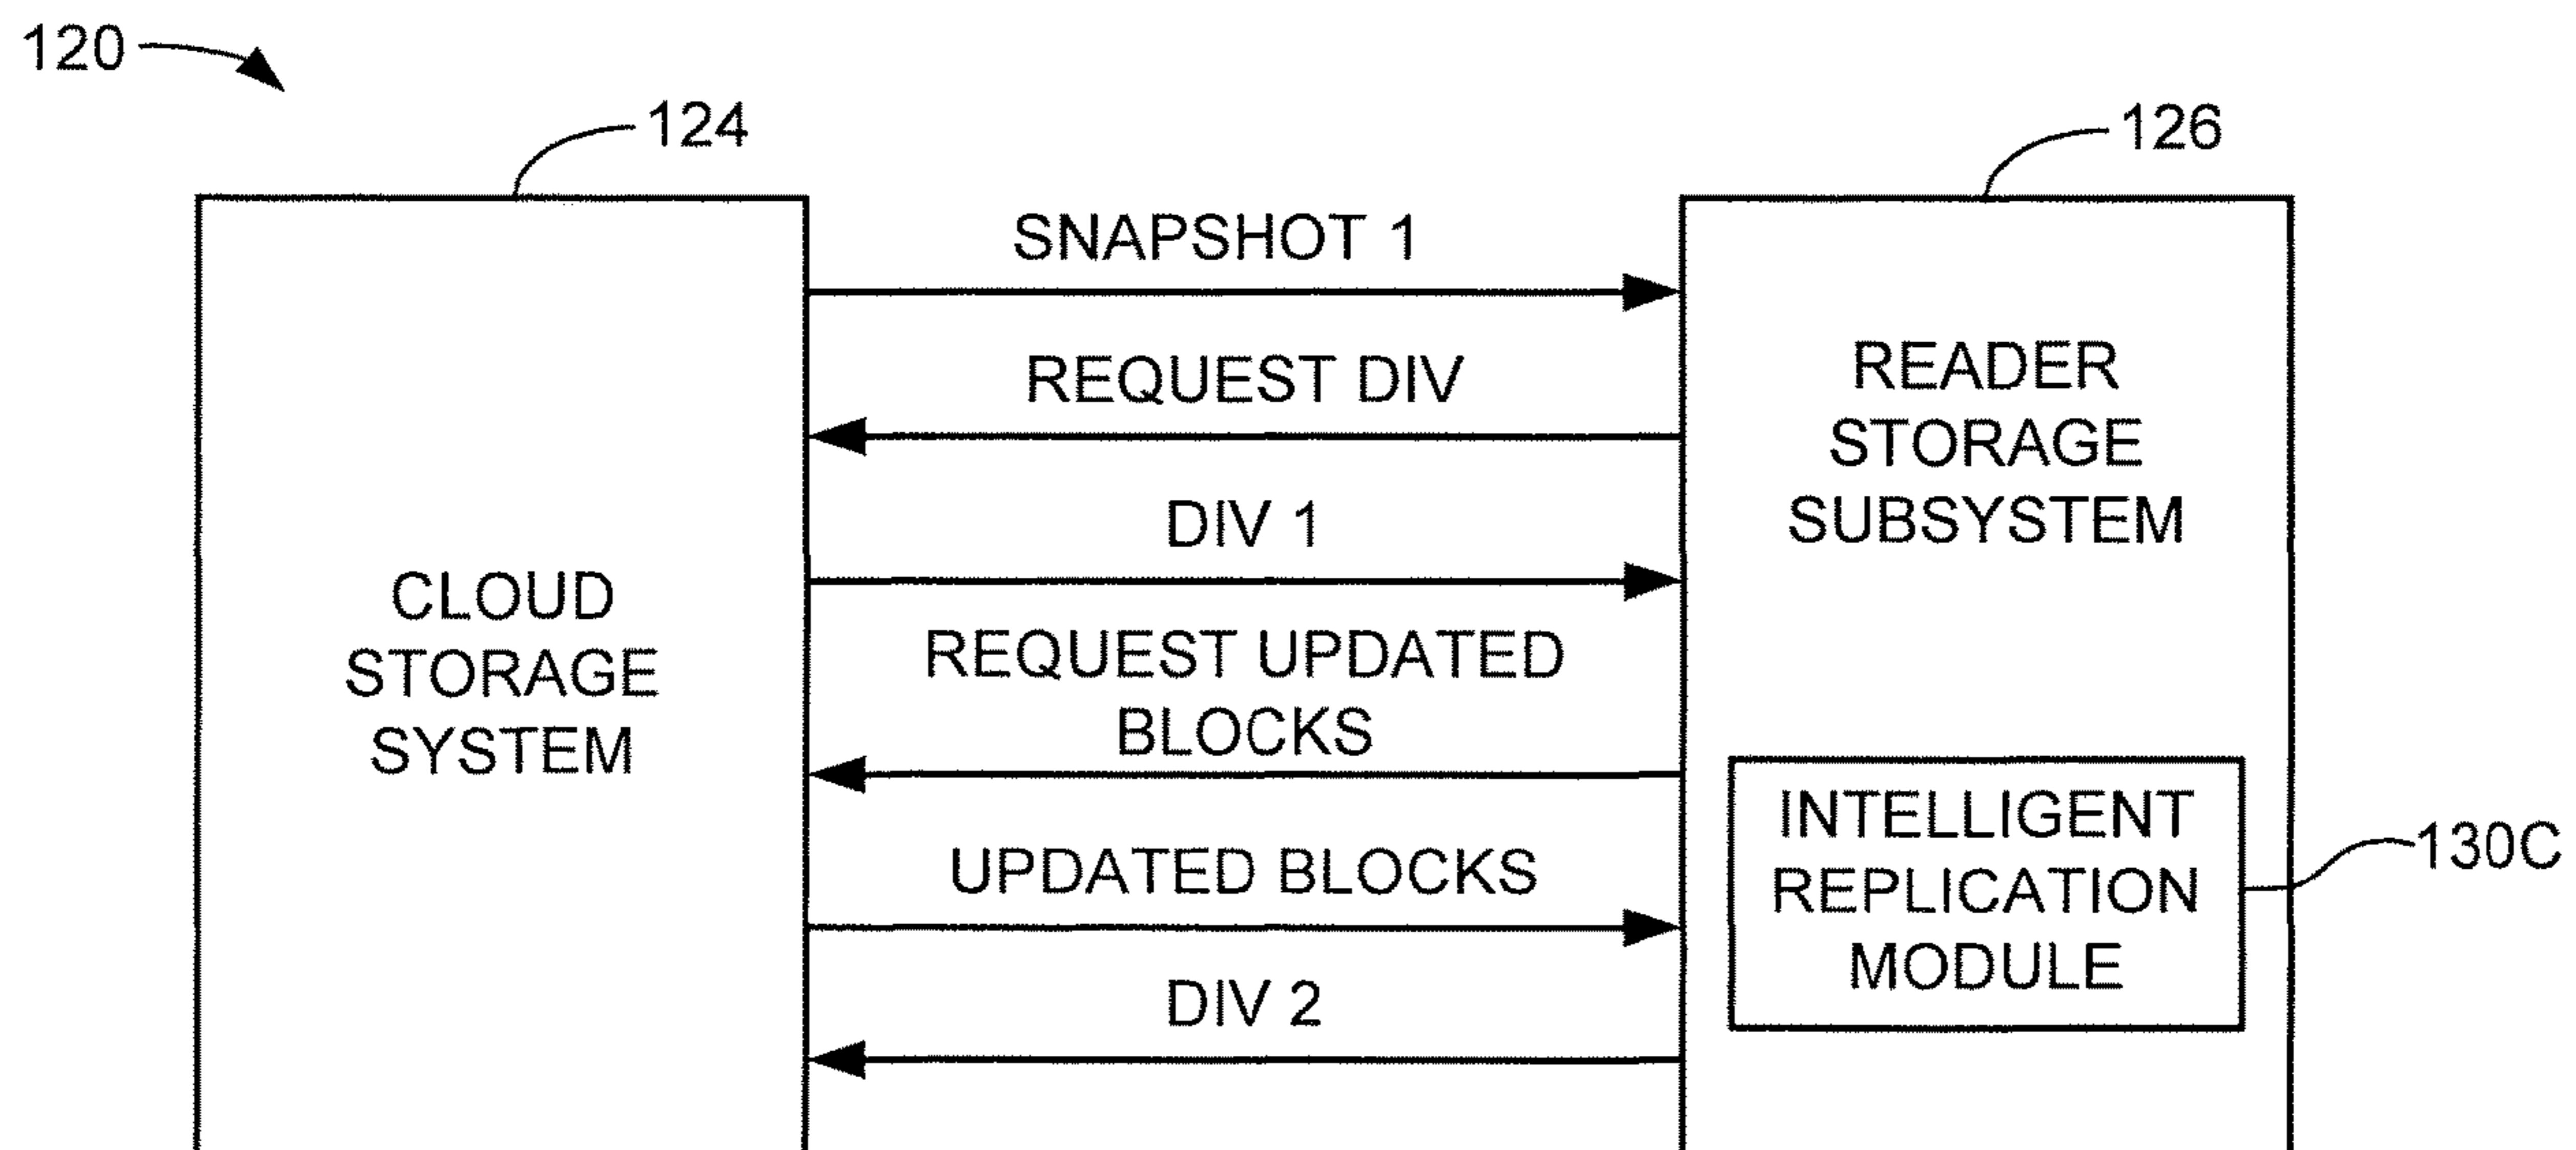 120
124
126
SNAPSHOT 1
REQUEST DIV
DIV 1
REQUEST UPDATED
BLOCKS
UPDATED BLOCKS
DIV 2
CLOUD
STORAGE
SYSTEM
READER
STORAGE
SUBSYSTEM
INTELLIGENT
REPLICATION
MODULE
130C